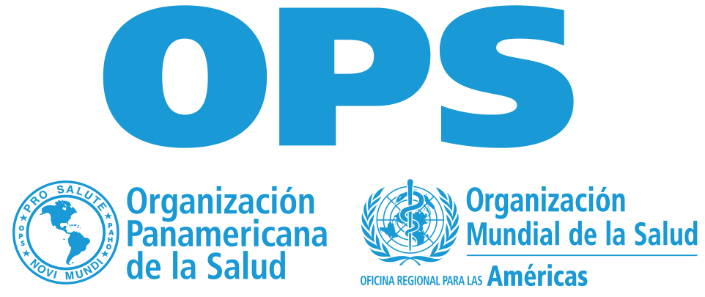 OPS
PRO SALUTE
NOVI MUNDI
OPS
PAHO
Organización
Panamericana
de la Salud
Organización
Mundial de la Salud
OFICINA REGIONAL PARA LAS Américas